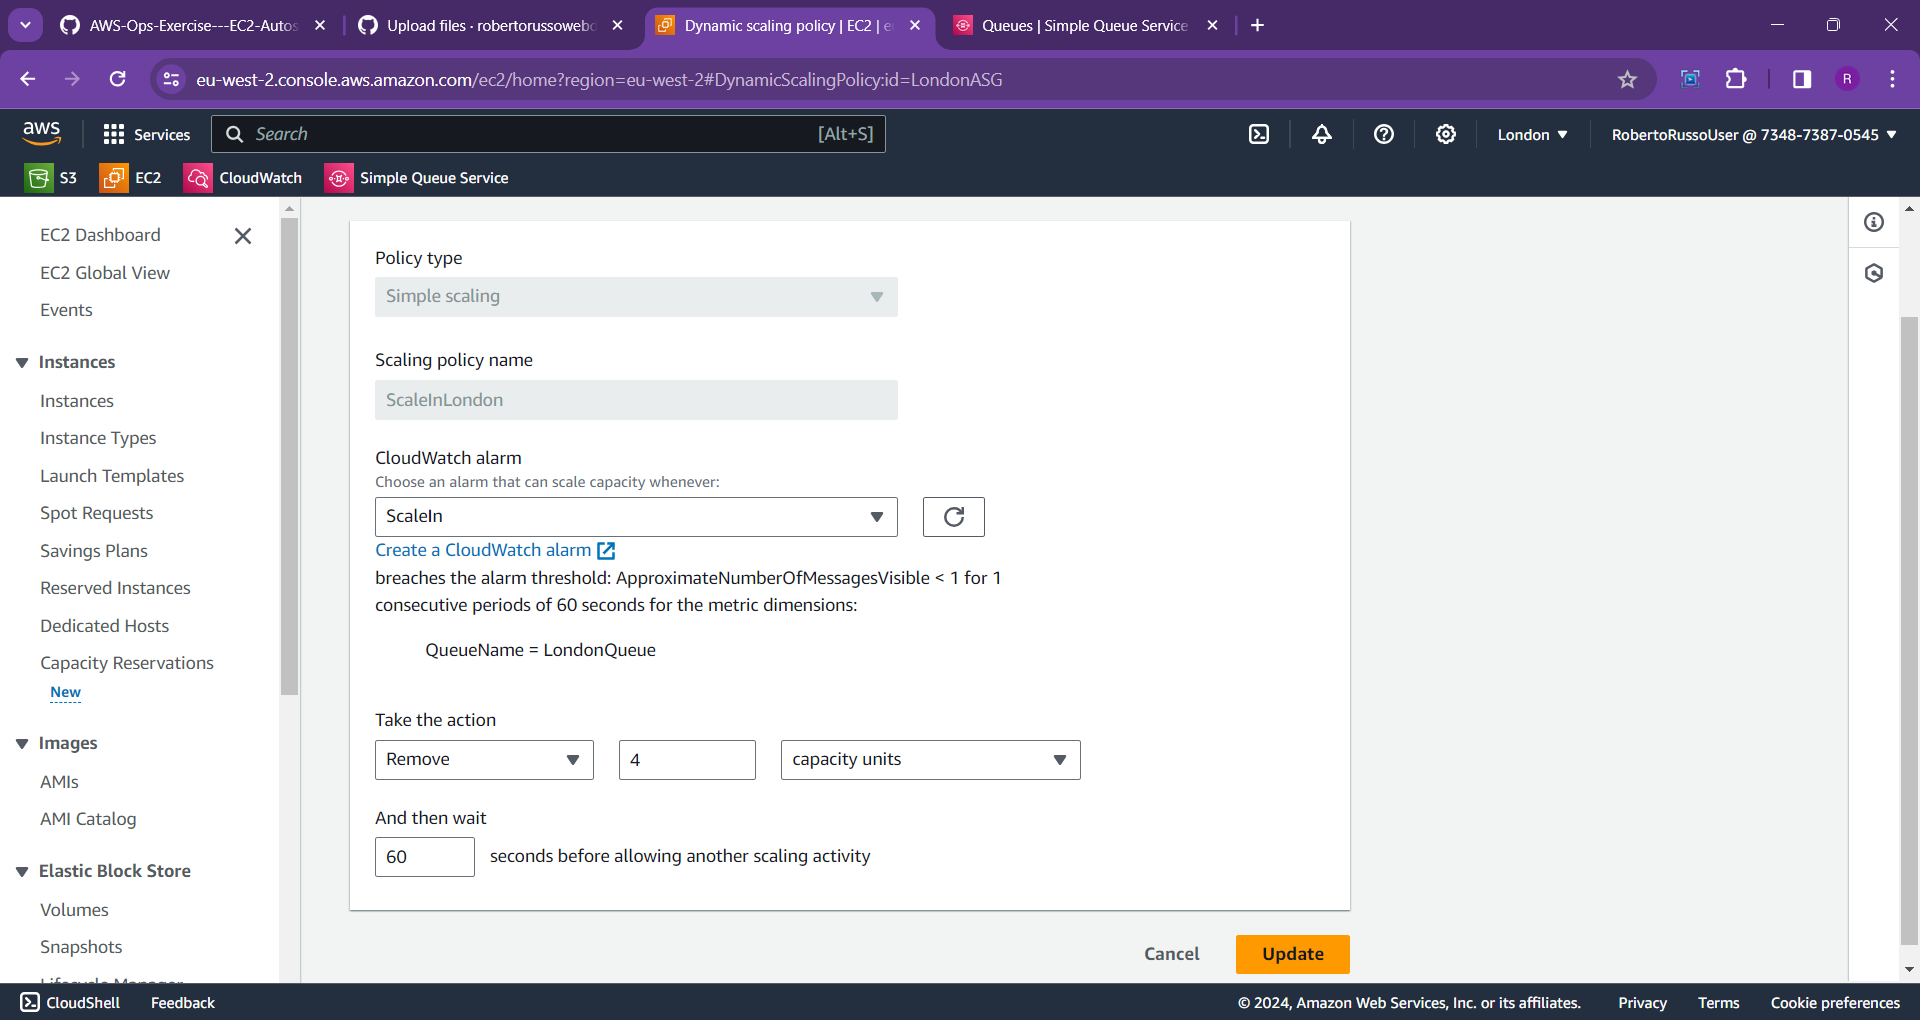 AWS-Ops-Exercise---EC2-Autos
Upload files · robertorussowebd
Dynamic scaling policy | EC2 | e
Queues | Simple Queue Service
eu-west-2.console.aws.amazon.com/ec2/home?region=eu-west-2#DynamicScalingPolicy:id=LondonASG
R
aws
Services
Search
[Alt+S]
London
RobertoRussoUser @ 7348-7387-0545
S3
EC2
CloudWatch
Simple Queue Service
EC2 Dashboard
EC2 Global View
Events
Instances
Instances
Instance Types
Launch Templates
Spot Requests
Savings Plans
Reserved Instances
Dedicated Hosts
Capacity Reservations
New
Images
AMIs
AMI Catalog
Elastic Block Store
Volumes
Snapshots
Lifecycle Manager
Policy type
Simple scaling
Scaling policy name
ScaleInLondon
CloudWatch alarm
Choose an alarm that can scale capacity whenever:
ScaleIn
Create a CloudWatch alarm
breaches the alarm threshold: ApproximateNumberOfMessagesVisible < 1 for 1
consecutive periods of 60 seconds for the metric dimensions:
QueueName = LondonQueue
Take the action
Remove
4
capacity units
And then wait
60
seconds before allowing another scaling activity
Cancel
Update
CloudShell
Feedback
© 2024, Amazon Web Services, Inc. or its affiliates.
Privacy
Terms
Cookie preferences